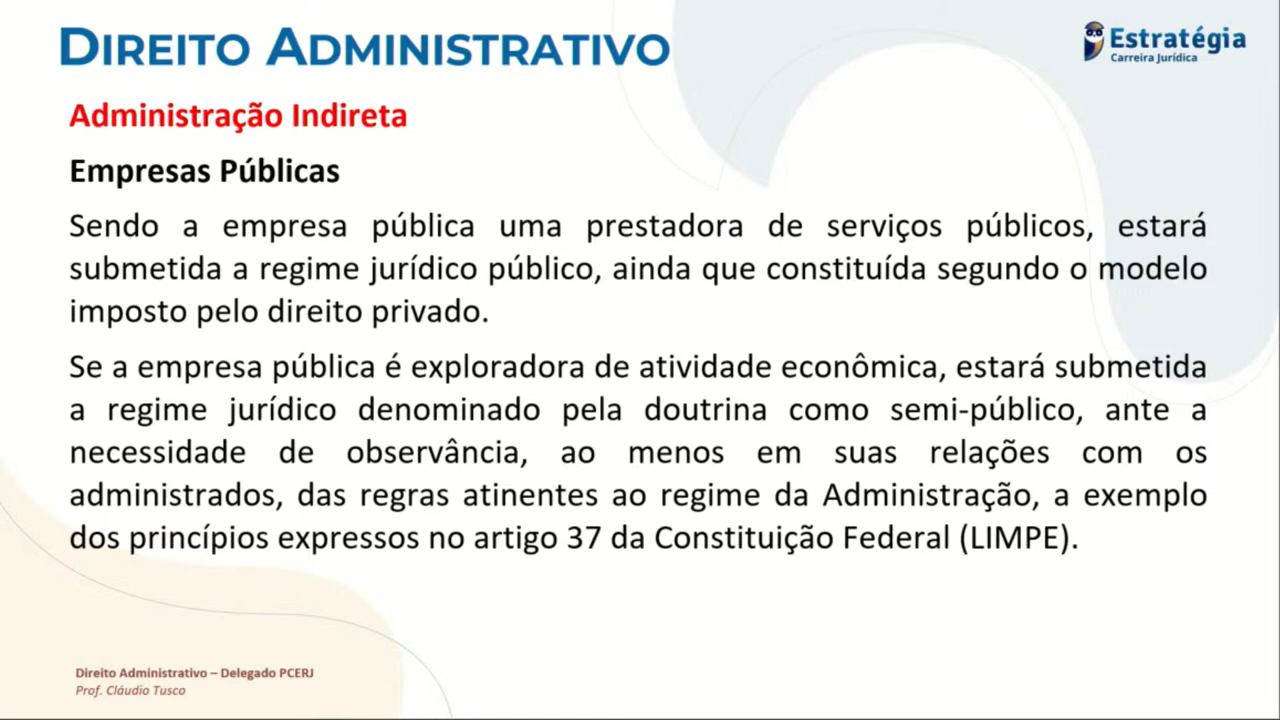 DIREITO ADMINISTRATIVO
Estratégia
Carreira Jurídica
Administração Indireta
Empresas Públicas
Sendo a empresa pública uma prestadora de serviços públicos, estará
submetida a regime jurídico público, ainda que constituída segundo o modelo
imposto pelo direito privado.
Se a empresa pública é exploradora de atividade econômica, estará submetida
a regime jurídico denominado pela doutrina como semi-público, ante a
necessidade de observância, ao menos em suas relações com os
administrados, das regras atinentes ao regime da Administração, a exemplo
dos princípios expressos no artigo 37 da Constituição Federal (LIMPE).
Direito Administrativo – Delegado PCERJ
Prof. Cláudio Tusco